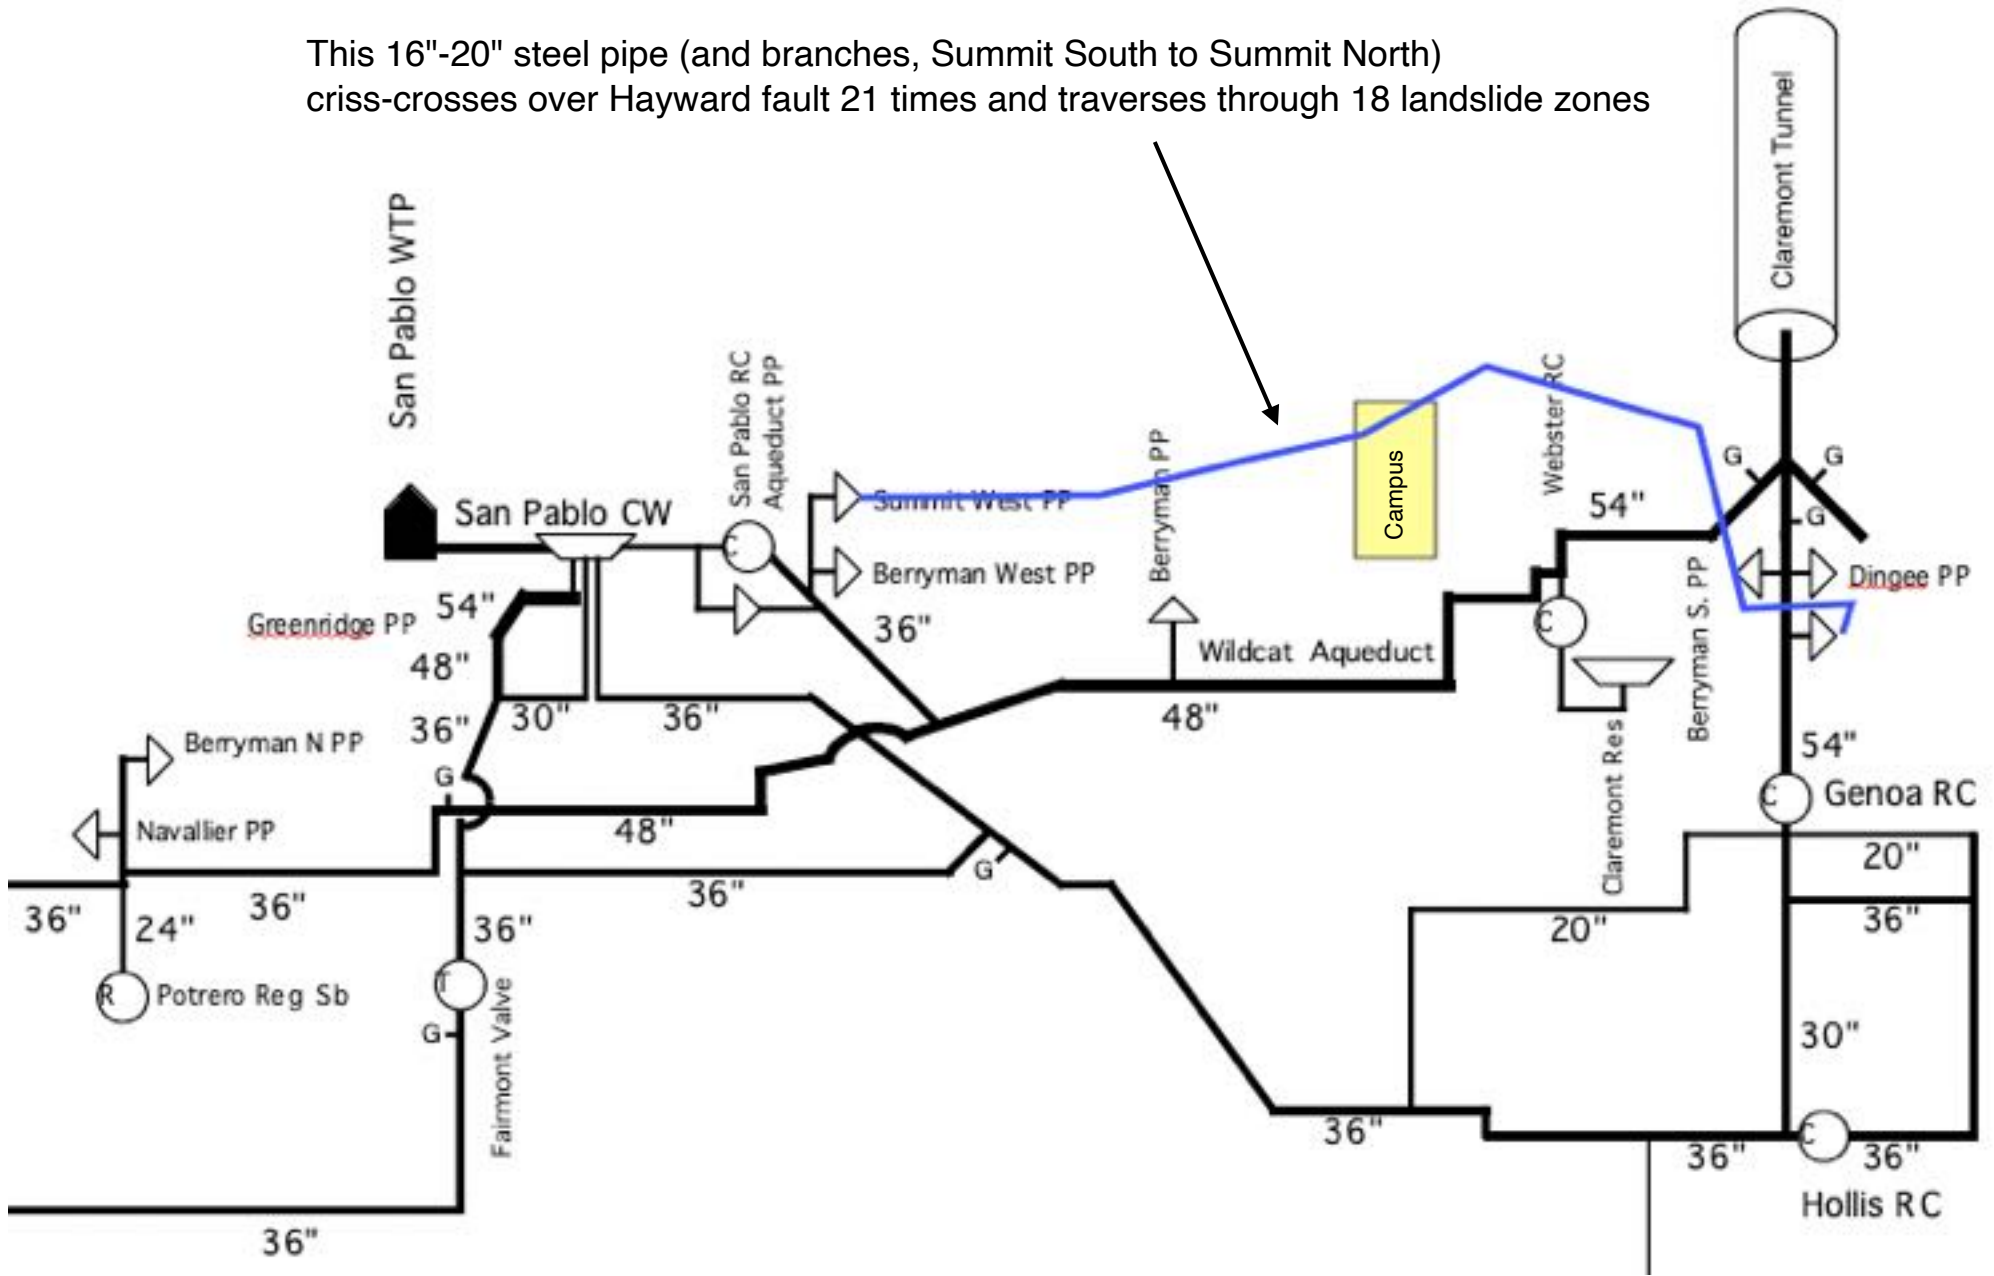 This 16"-20" steel pipe (and branches, Summit South to Summit North)
criss-crosses over Hayward fault 21 times and traverses through 18 landslide zones
Claremont Tunnel
San Pablo WTP
San Pablo RC
Aqueduct PP
Webster RC
Berryman PP
Campus
G
G
San Pablo CW
C
Summit West PP
54"
G
Berryman West PP
Dingee PP
54"
Greenridge PP
36"
C
Berryman S. PP
48"
Wildcat Aqueduct
36"
30"
36"
48"
Berryman N PP
54"
G
Claremont Res
C
Genoa RC
Navallier PP
48"
20"
G
36"
36"
36"
36"
24"
36"
20"
36"
T
R
Potrero Reg Sb
G
Fairmont Valve
30"
36"
C
36"
36"
Hollis RC
36"